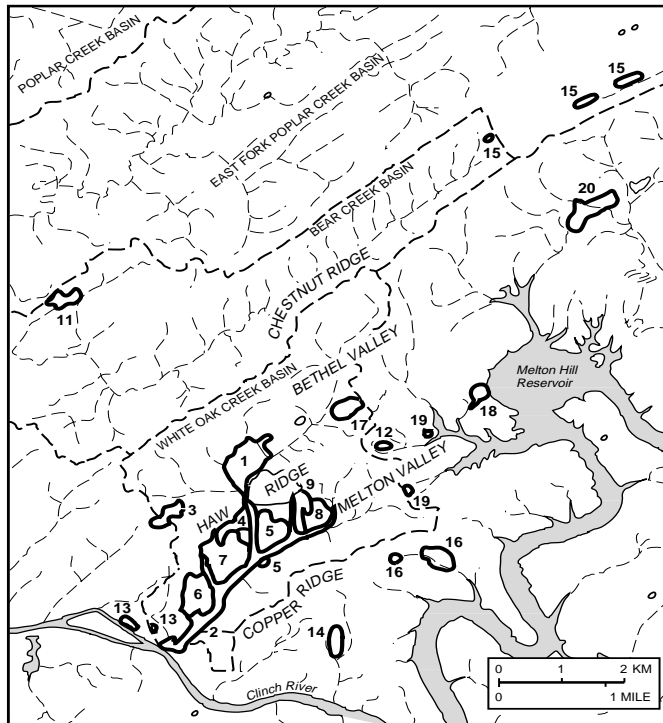 POPLAR CREEK BASIN
EAST FORK POPLAR CREEK BASIN
15
15
15
BEAR CREEK BASIN
20
CHESTNUT RIDGE
11
BETHEL VALLEY
Melton Hill
Reservoir
WHITE OAK CREEK BASIN
18
17
12
19
1
HAW RIDGE
MELTON VALLEY
9
19
3
4
5
8
7
5
16
16
6
COPPER RIDGE
13
13
2
14
Clinch River
0 1 2 KM
0 1 MILE